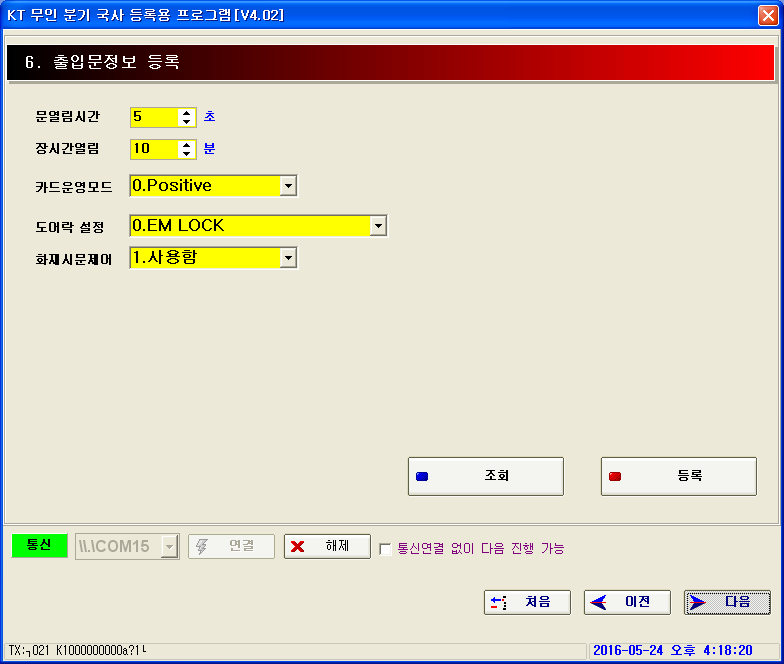 KT 무인 분기 국사 등록용 프로그램[V4.02]
6. 출입문정보 등록
문열림시간 5 초
장시간열림 10 분
카드운영모드 0.Positive
도어락 설정 0.EM LOCK
화재시문제어 1.사용함
조회 등록
통신 \\.\COM15 연결 해제 통신연결 없이 다음 진행 가능
처음 이전 다음
TX:┐021 K1000000000a?1└ 2016-05-24 오후 4:18:20